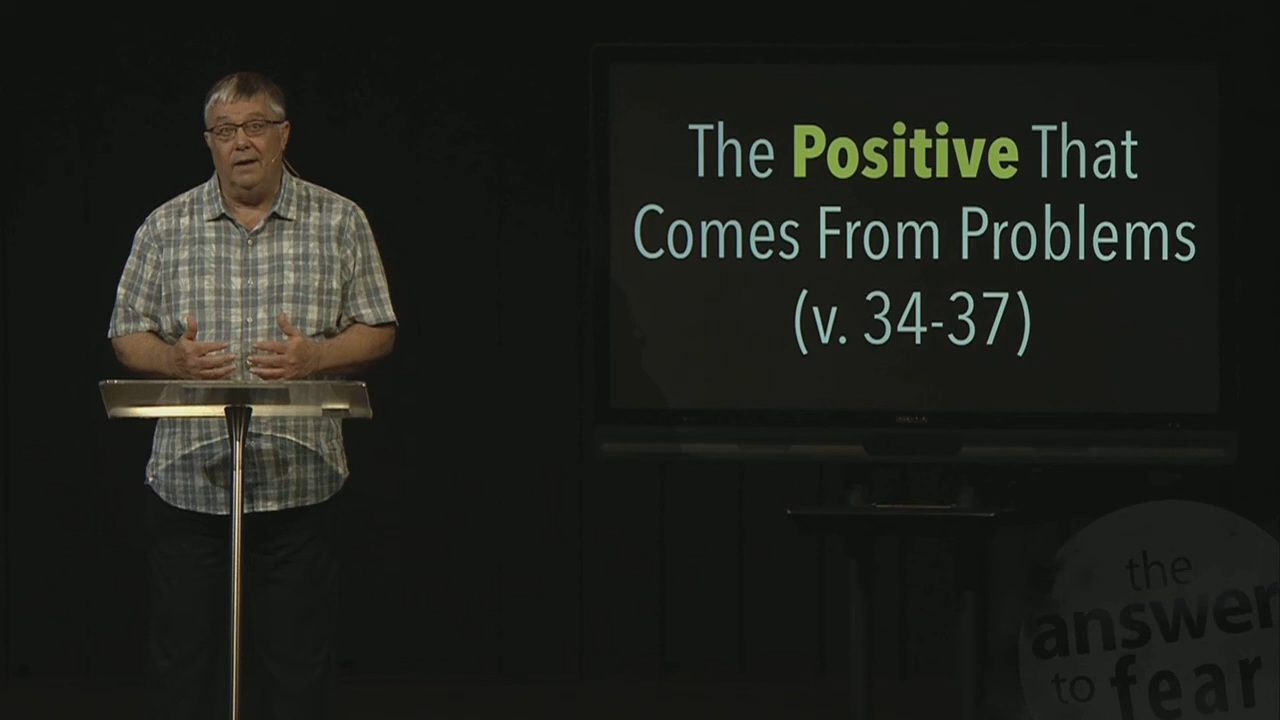 The Positive That
Comes From Problems
(v. 34-37)
the
answer
to fear